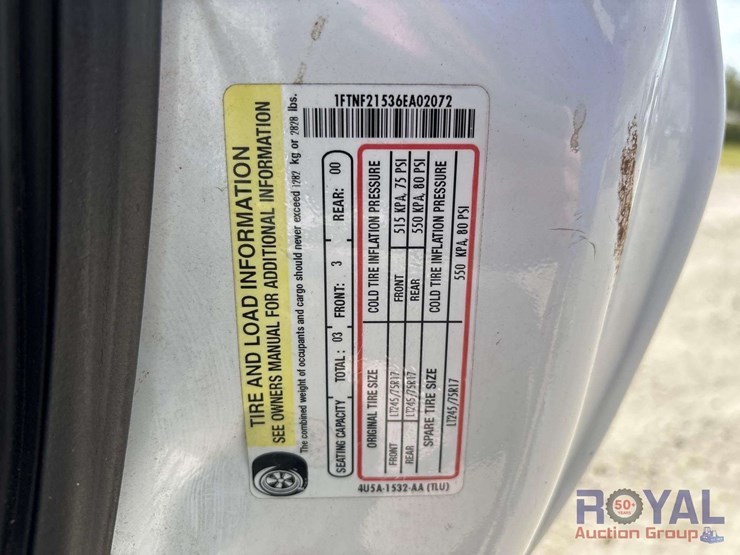 TIRE AND LOAD INFORMATION
SEE OWNERS MANUAL FOR ADDITIONAL INFORMATION
The combined weight of occupants and cargo should never exceed 1282 kg or 2828 lbs.
1FTNF21536EA02072
SEATING CAPACITY TOTAL: 03 FRONT: 3 REAR: 00
ORIGINAL TIRE SIZE COLD TIRE INFLATION PRESSURE
FRONT LT245/75R17 FRONT 515 KPA, 75 PSI
REAR LT245/75R17 REAR 550 KPA, 80 PSI
SPARE TIRE SIZE COLD TIRE INFLATION PRESSURE
LT245/75R17 550 KPA, 80 PSI
4U5A-1532-AA (TLU)
ROYAL
50+
YEARS
Auction Group